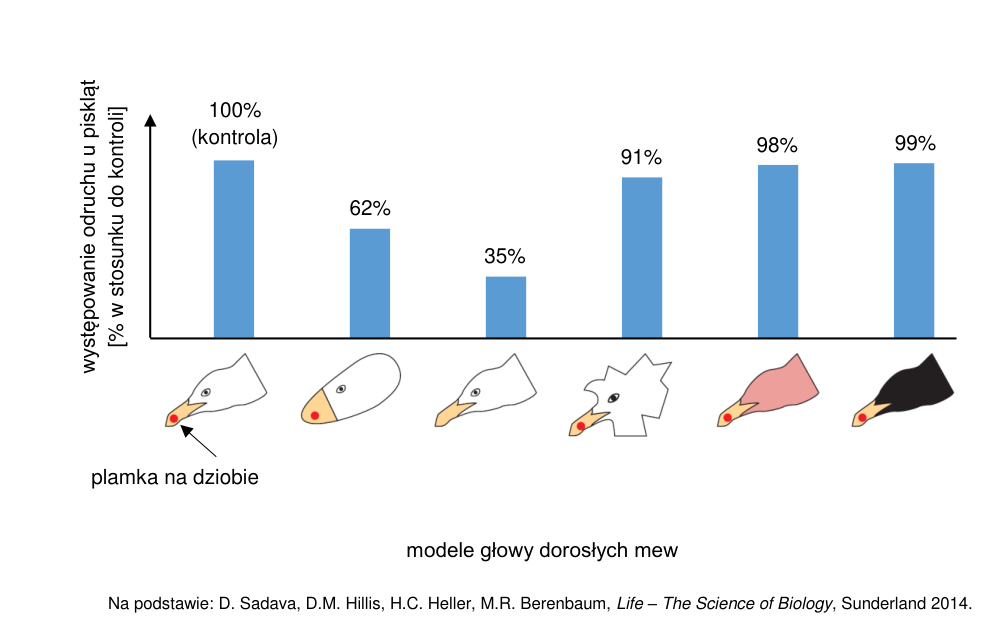 występowanie odruchu u piskląt
[% w stosunku do kontroli]
100%
(kontrola)
62%
35%
91%
98%
99%
plamka na dziobie
modele głowy dorosłych mew
Na podstawie: D. Sadava, D.M. Hillis, H.C. Heller, M.R. Berenbaum, Life – The Science of Biology, Sunderland 2014.